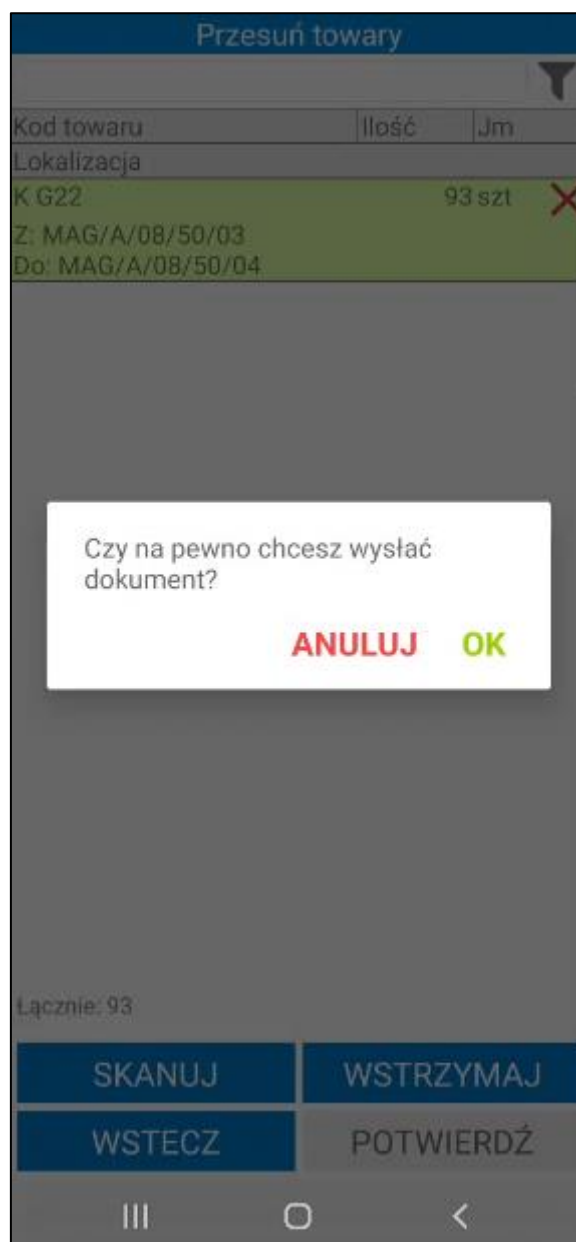 Przesuń towary
Kod towaru Ilość Jm
Lokalizacja
K G22 93 szt
Z: MAG/A/08/50/03
Do: MAG/A/08/50/04
Czy na pewno chcesz wysłać
dokument?
ANULUJ OK
Łącznie: 93
SKANUJ WSTRZYMAJ
WSTECZ POTWIERDŹ